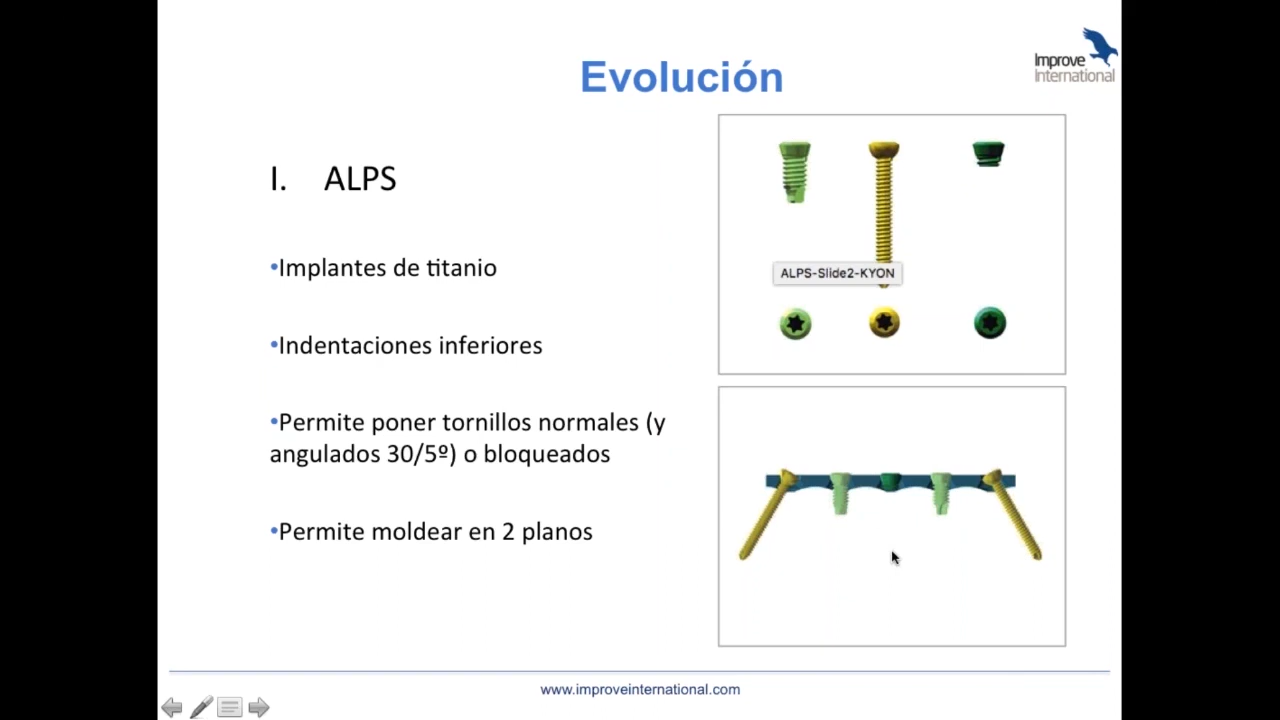 Evolución
Improve
International
I. ALPS
•Implantes de titanio
•Indentaciones inferiores
•Permite poner tornillos normales (y
angulados 30/5º) o bloqueados
•Permite moldear en 2 planos
ALPS-Slide2-KYON
www.improveinternational.com